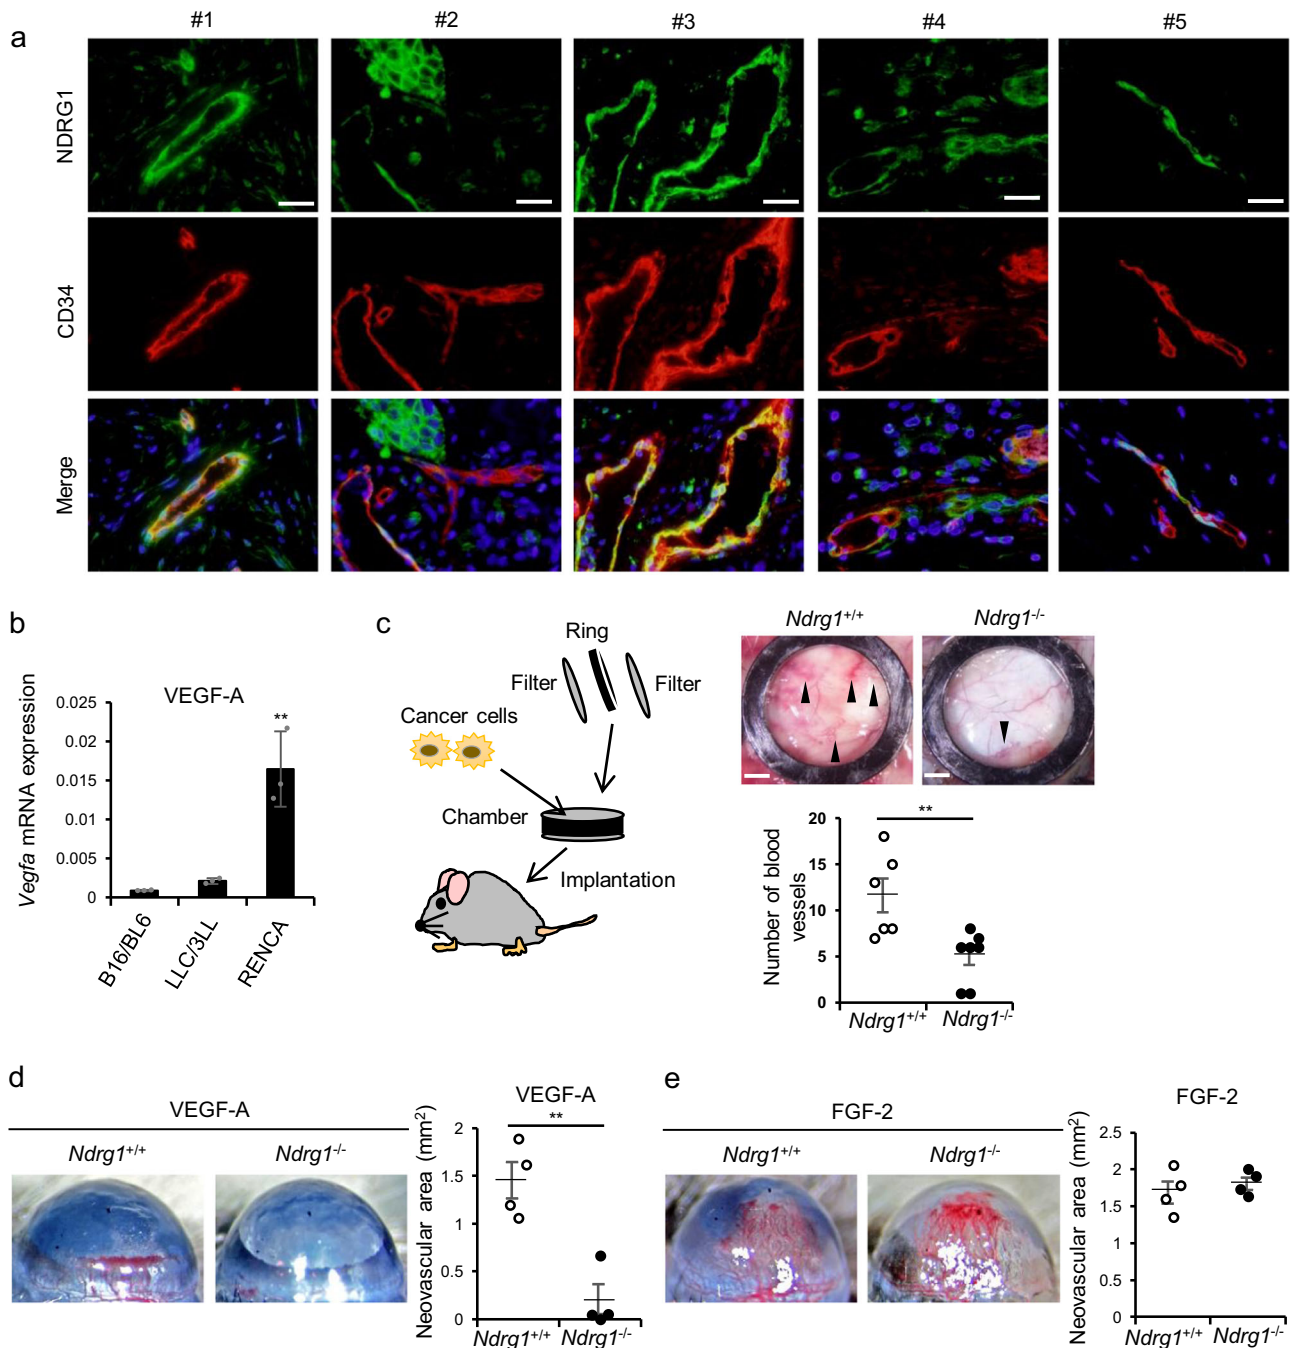 a
#1 #2 #3 #4 #5
NDRG1
CD34
Merge
b
VEGF-A
Vegfa mRNA expression
0.025
0.02
0.015
0.01
0.005
0
**
B16/BL6
LLC/3LL
RENCA
c
Ring
Filter
Filter
Cancer cells
Chamber
Implantation
Ndrg1+/+ Ndrg1-/-
Number of blood
vessels
20
15
10
5
0
**
Ndrg1+/+ Ndrg1-/-
d
VEGF-A
Ndrg1+/+ Ndrg1-/-
VEGF-A
**
Neovascular area (mm2)
2
1.5
1
0.5
0
Ndrg1+/+ Ndrg1-/-
e
FGF-2
Ndrg1+/+ Ndrg1-/-
FGF-2
Neovascular area (mm2)
2.5
2
1.5
1
0.5
0
Ndrg1+/+ Ndrg1-/-